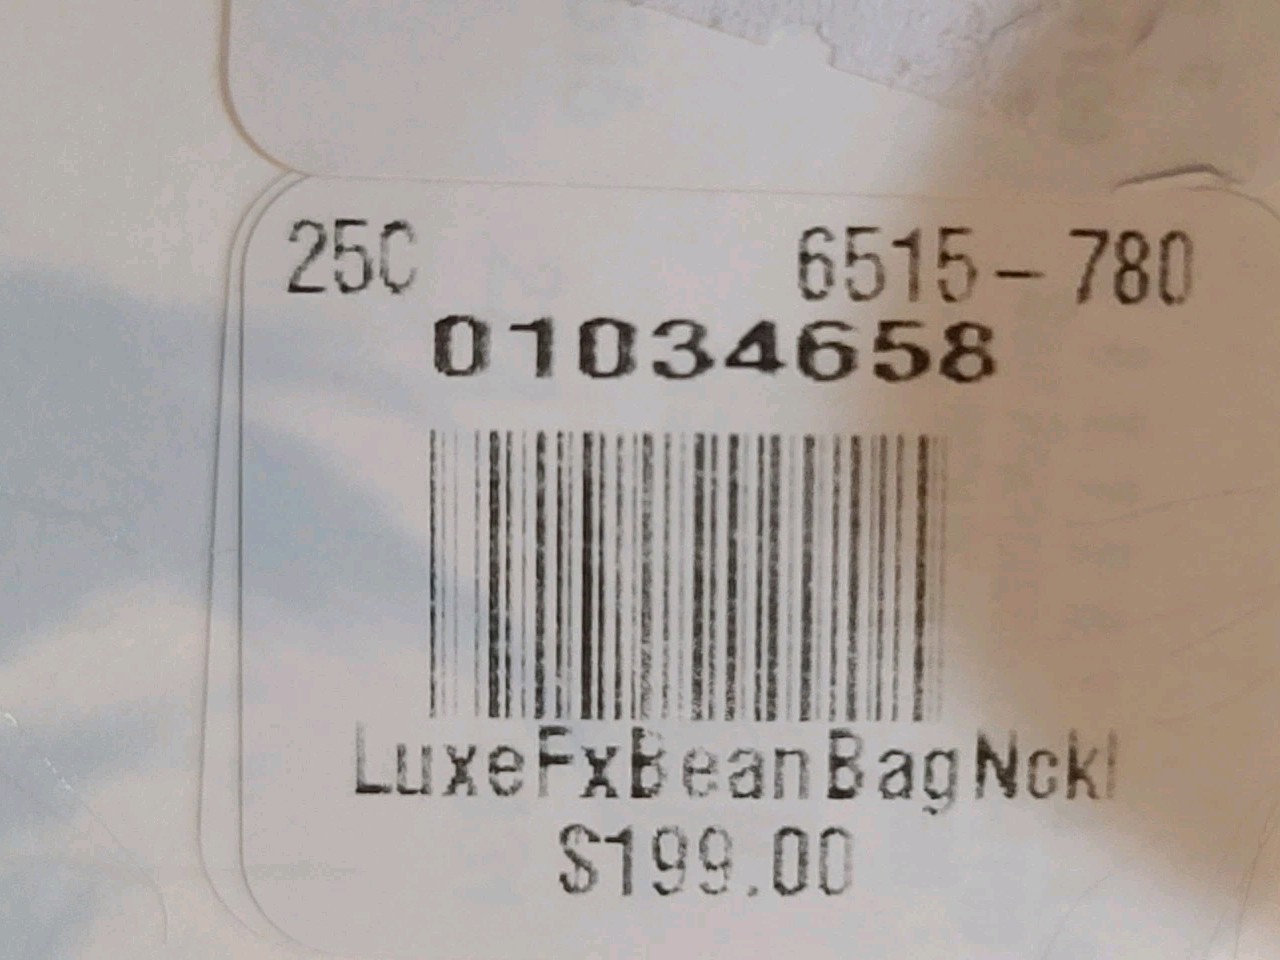 25C 6515-780
01034658
LuxeFxBeanBagNckl
$199.00